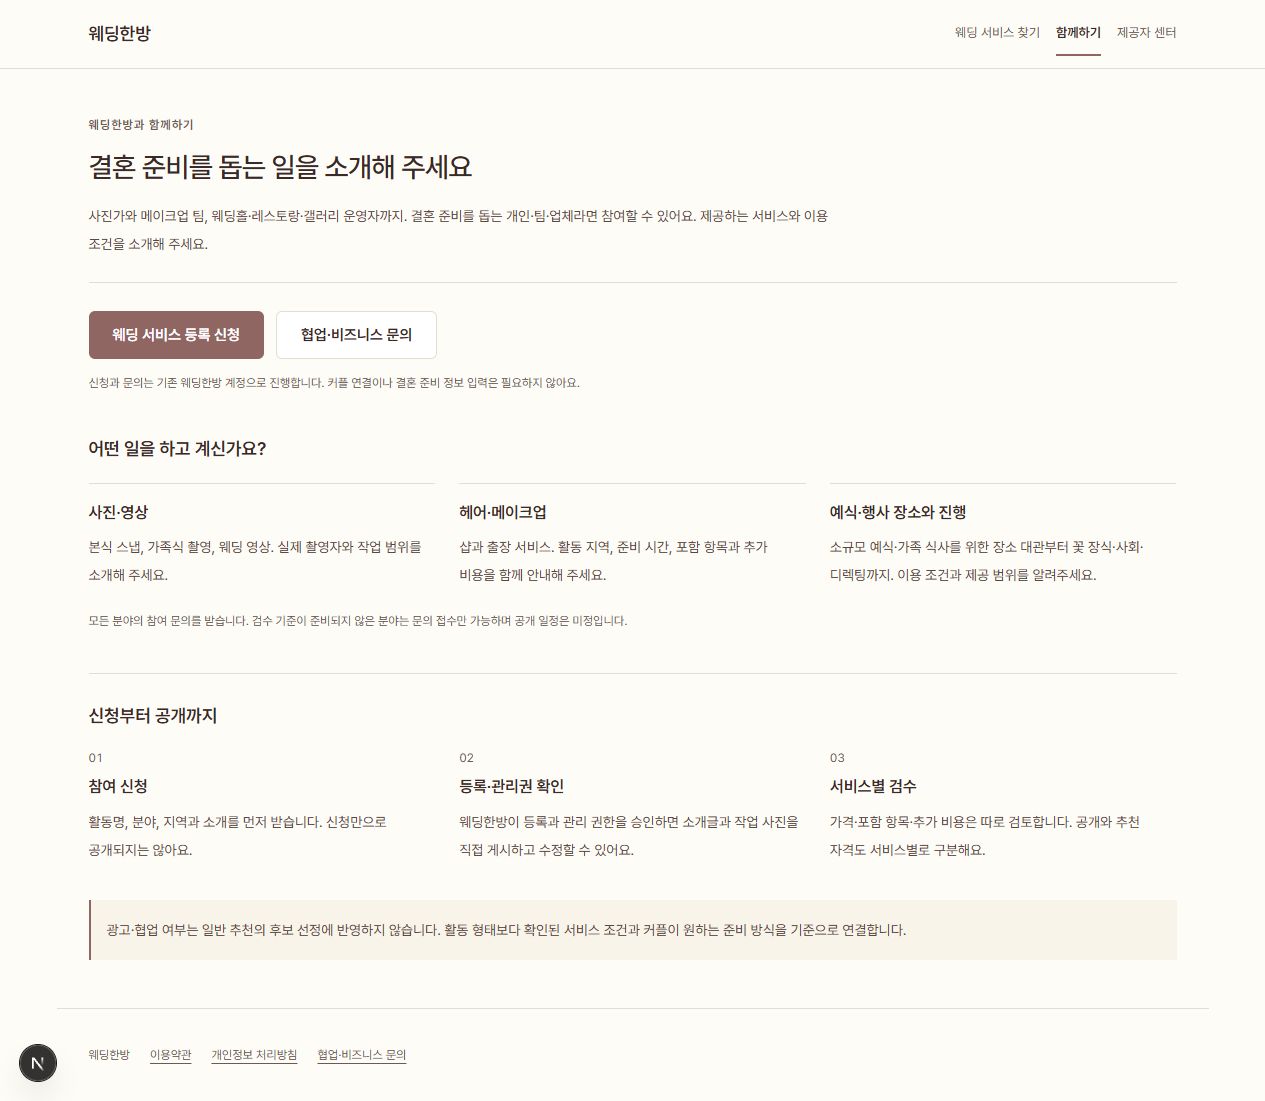 웨딩한방
웨딩 서비스 찾기 함께하기 제공자 센터
웨딩한방과 함께하기
결혼 준비를 돕는 일을 소개해 주세요
사진가와 메이크업 팀, 웨딩홀·레스토랑·갤러리 운영자까지. 결혼 준비를 돕는 개인·팀·업체라면 참여할 수 있어요. 제공하는 서비스와 이용
조건을 소개해 주세요.
웨딩 서비스 등록 신청
협업·비즈니스 문의
신청과 문의는 기존 웨딩한방 계정으로 진행합니다. 커플 연결이나 결혼 준비 정보 입력은 필요하지 않아요.
어떤 일을 하고 계신가요?
사진·영상
본식 스냅, 가족식 촬영, 웨딩 영상. 실제 촬영자와 작업 범위를
소개해 주세요.
헤어·메이크업
샵과 출장 서비스. 활동 지역, 준비 시간, 포함 항목과 추가
비용을 함께 안내해 주세요.
예식·행사 장소와 진행
소규모 예식·가족 식사를 위한 장소 대관부터 꽃 장식·사회·
디렉팅까지. 이용 조건과 제공 범위를 알려주세요.
모든 분야의 참여 문의를 받습니다. 검수 기준이 준비되지 않은 분야는 문의 접수만 가능하며 공개 일정은 미정입니다.
신청부터 공개까지
01
참여 신청
활동명, 분야, 지역과 소개를 먼저 받습니다. 신청만으로
공개되지는 않아요.
02
등록·관리권 확인
웨딩한방이 등록과 관리 권한을 승인하면 소개글과 작업 사진을
직접 게시하고 수정할 수 있어요.
03
서비스별 검수
가격·포함 항목·추가 비용은 따로 검토합니다. 공개와 추천
자격도 서비스별로 구분해요.
광고·협업 여부는 일반 추천의 후보 선정에 반영하지 않습니다. 활동 형태보다 확인된 서비스 조건과 커플이 원하는 준비 방식을 기준으로 연결합니다.
웨딩한방 이용약관 개인정보 처리방침 협업·비즈니스 문의
N